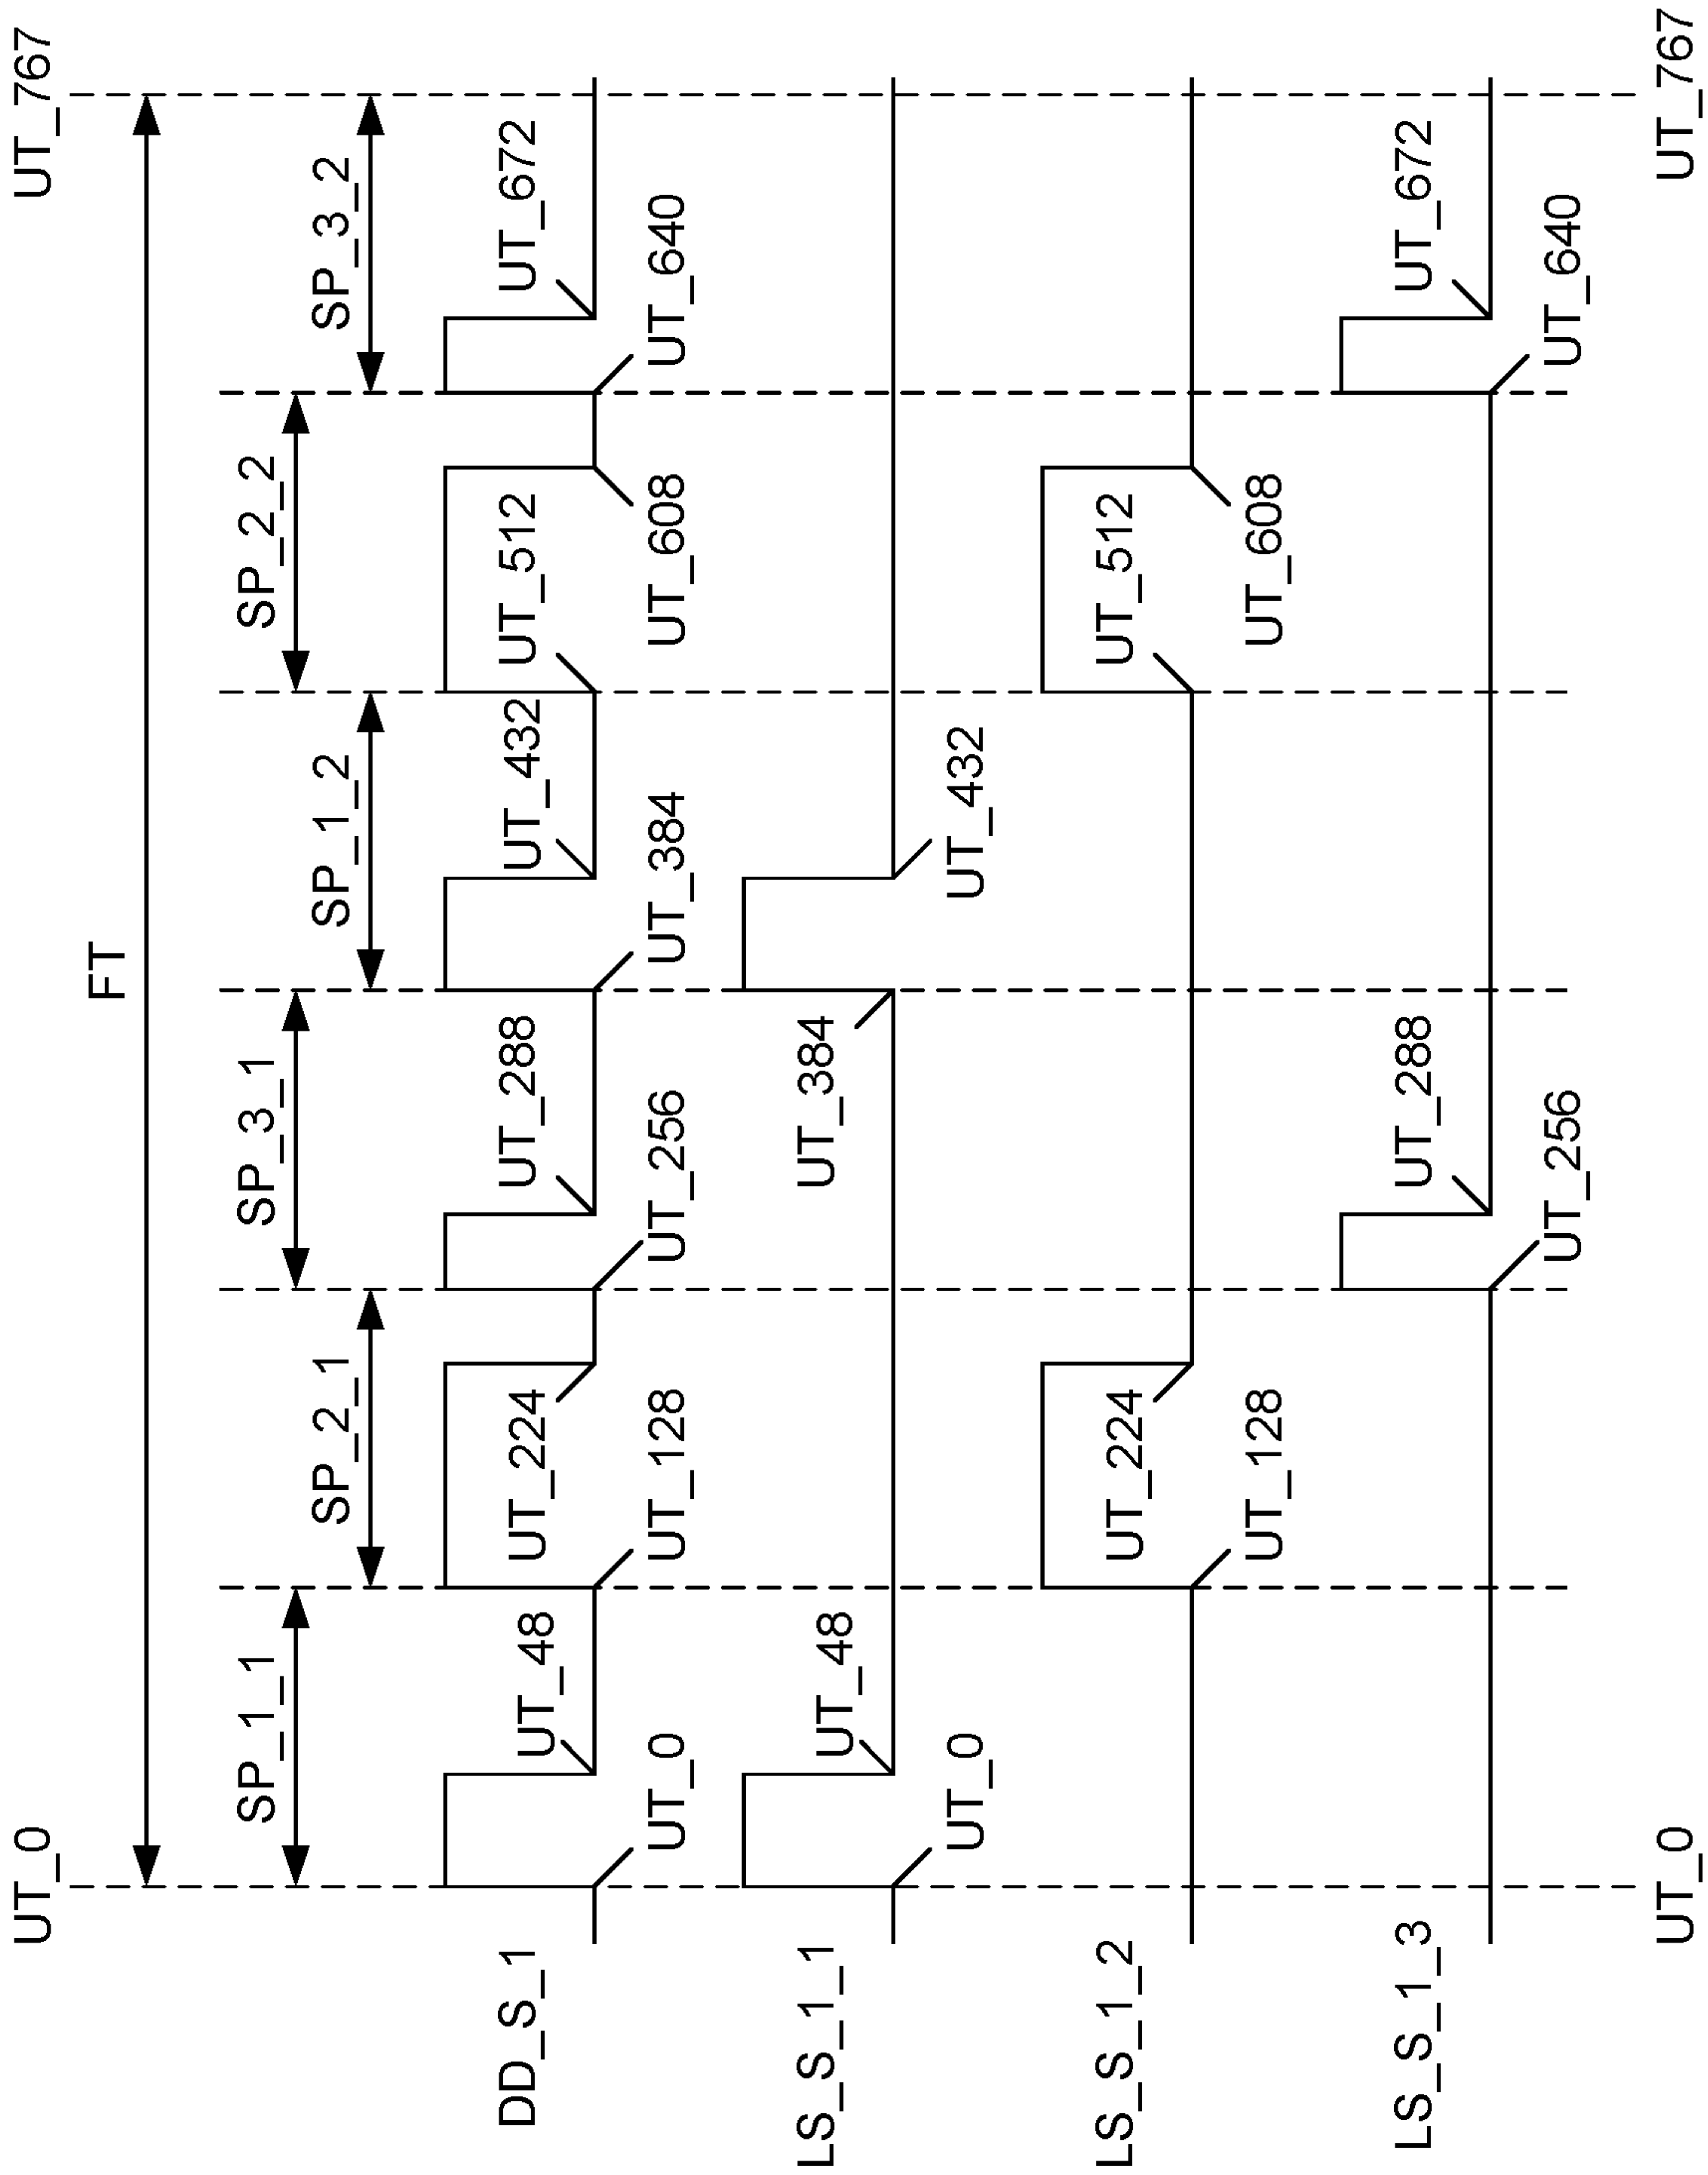 UT_0
UT_767
FT
SP_1_1
SP_3_1
SP_2_2
SP_2_1
SP_1_2
SP_3_2
DD_S_1
UT_48
UT_224
UT_288
UT_432
UT_512
UT_672
UT_0
UT_128
UT_256
UT_384
UT_608
UT_640
LS_S_1_1
UT_48
UT_384
UT_0
UT_432
LS_S_1_2
UT_224
UT_512
UT_128
UT_608
LS_S_1_3
UT_288
UT_672
UT_256
UT_640
UT_0
UT_767